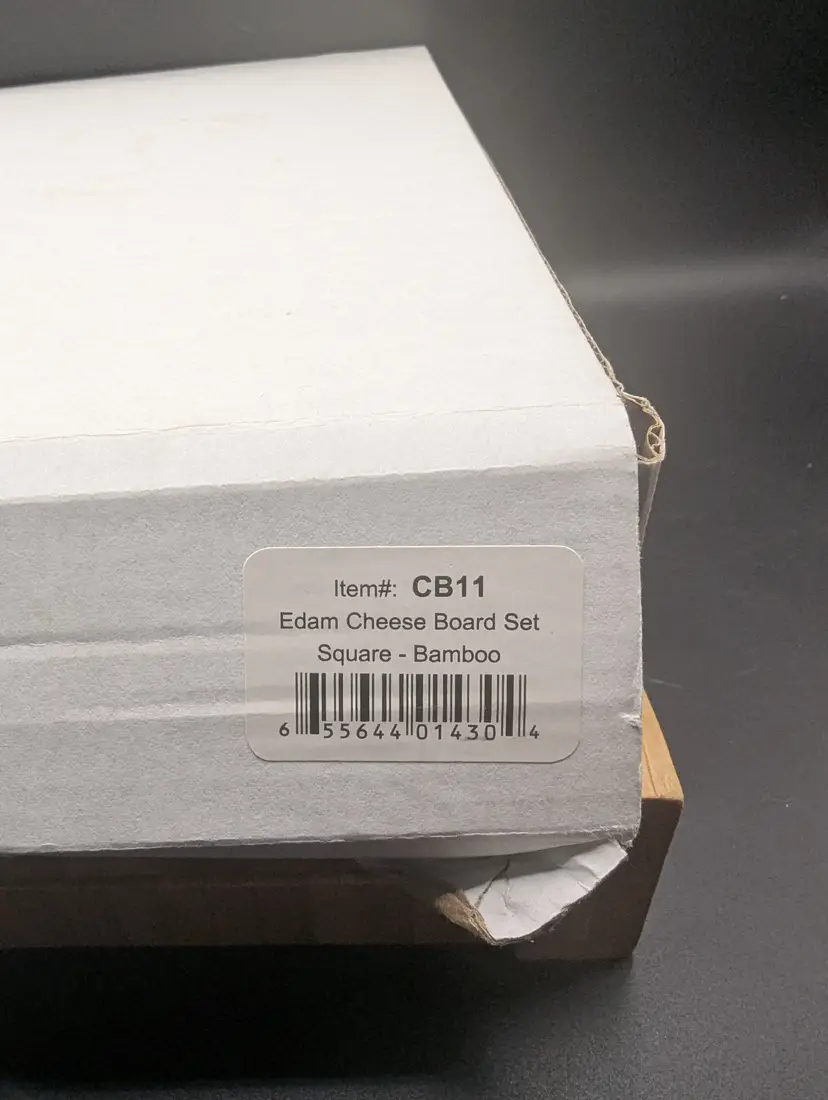 Item#: CB11
Edam Cheese Board Set
Square - Bamboo
6 55644 01430 4